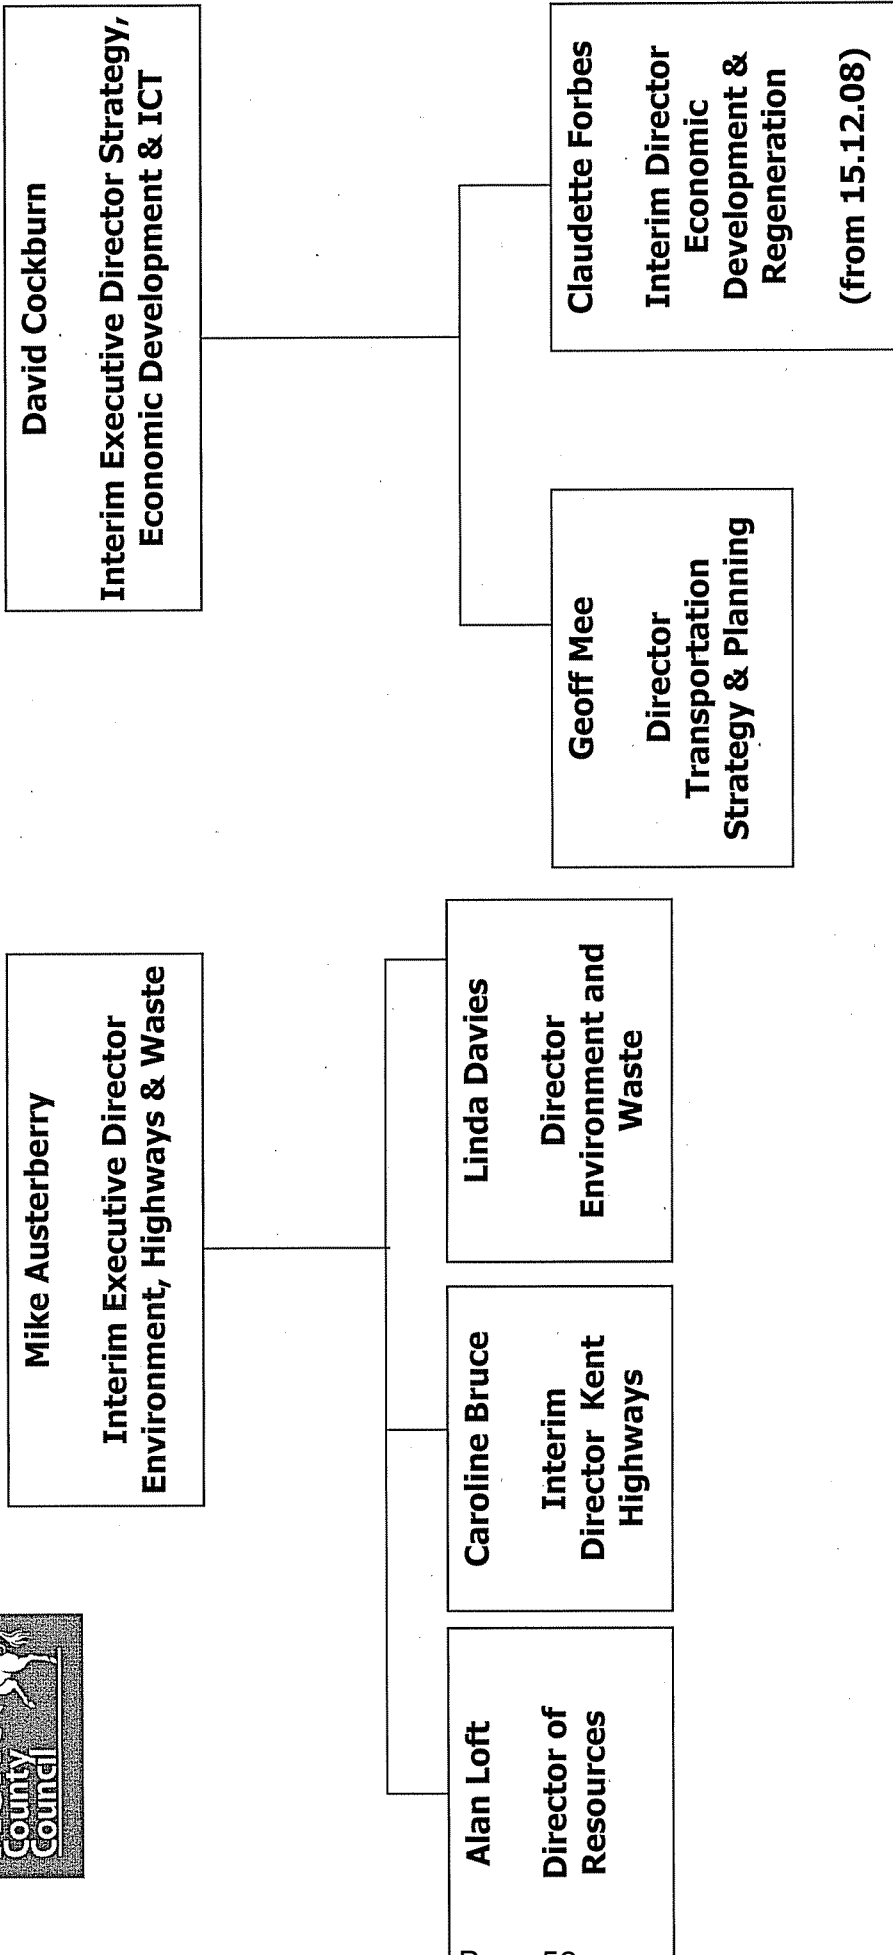 County
Council
Mike Austerberry
Interim Executive Director
Environment, Highways & Waste
David Cockburn
Interim Executive Director Strategy,
Economic Development & ICT
Alan Loft
Director of
Resources
Caroline Bruce
Interim
Director Kent
Highways
Linda Davies
Director
Environment and
Waste
Geoff Mee
Director
Transportation
Strategy & Planning
Claudette Forbes
Interim Director
Economic
Development &
Regeneration
(from 15.12.08)